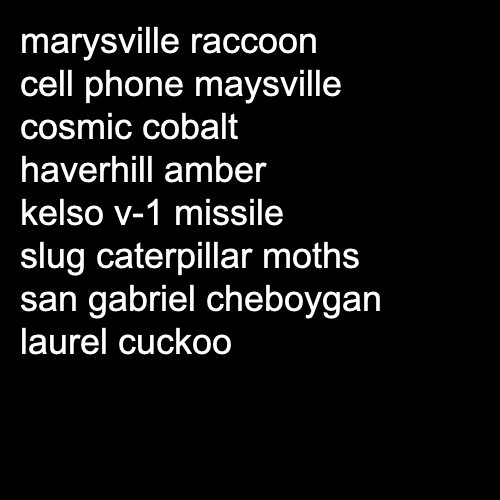 marysville raccoon
cell phone maysville
cosmic cobalt
haverhill amber
kelso v-1 missile
slug caterpillar moths
san gabriel cheboygan
laurel cuckoo